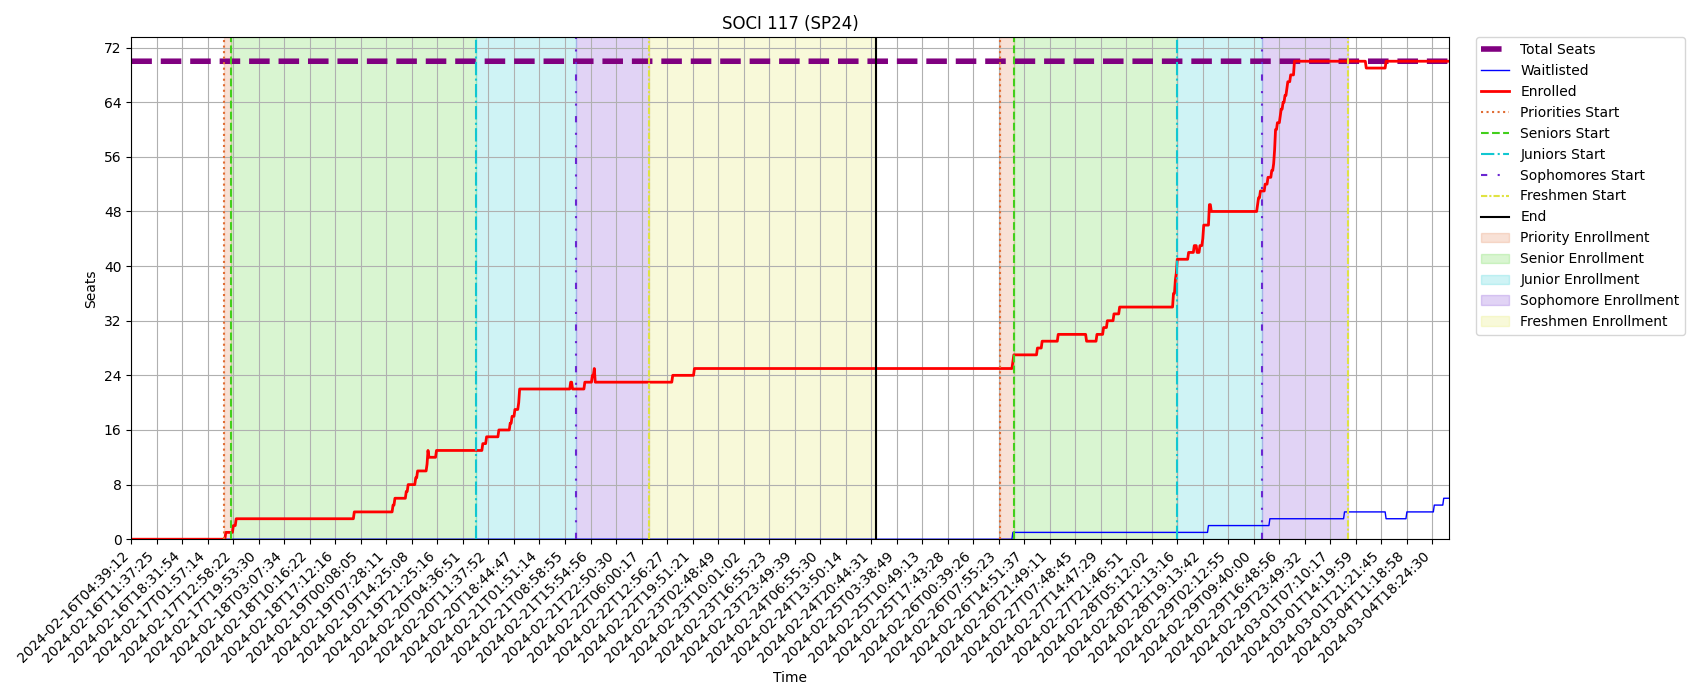 SOCI 117 (SP24)
Seats
72
64
56
48
40
32
24
16
8
0
2024-02-16T04:39:12
2024-02-16T11:37:25
2024-02-16T18:31:54
2024-02-17T01:57:14
2024-02-17T12:58:22
2024-02-17T19:53:30
2024-02-18T03:07:34
2024-02-18T10:16:22
2024-02-18T17:12:16
2024-02-19T00:08:05
2024-02-19T07:28:11
2024-02-19T14:25:08
2024-02-19T21:25:16
2024-02-20T04:36:51
2024-02-20T11:37:52
2024-02-20T18:44:47
2024-02-21T01:51:14
2024-02-21T08:58:55
2024-02-21T15:54:56
2024-02-21T22:50:30
2024-02-22T06:00:17
2024-02-22T12:56:27
2024-02-22T19:51:21
2024-02-23T02:48:49
2024-02-23T10:01:02
2024-02-23T16:55:23
2024-02-23T23:49:39
2024-02-24T06:55:30
2024-02-24T13:50:14
2024-02-24T20:44:31
2024-02-25T03:38:49
2024-02-25T10:49:13
2024-02-25T17:43:28
2024-02-26T00:39:26
2024-02-26T07:55:23
2024-02-26T14:51:37
2024-02-26T21:49:11
2024-02-27T07:48:45
2024-02-27T14:47:29
2024-02-27T21:46:51
2024-02-28T05:12:02
2024-02-28T12:13:16
2024-02-28T19:13:42
2024-02-29T02:12:55
2024-02-29T09:40:00
2024-02-29T16:48:56
2024-02-29T23:49:32
2024-03-01T07:10:17
2024-03-01T14:19:59
2024-03-01T21:21:45
2024-03-04T11:18:58
2024-03-04T18:24:30
Time
Total Seats
Waitlisted
Enrolled
Priorities Start
Seniors Start
Juniors Start
Sophomores Start
Freshmen Start
End
Priority Enrollment
Senior Enrollment
Junior Enrollment
Sophomore Enrollment
Freshmen Enrollment